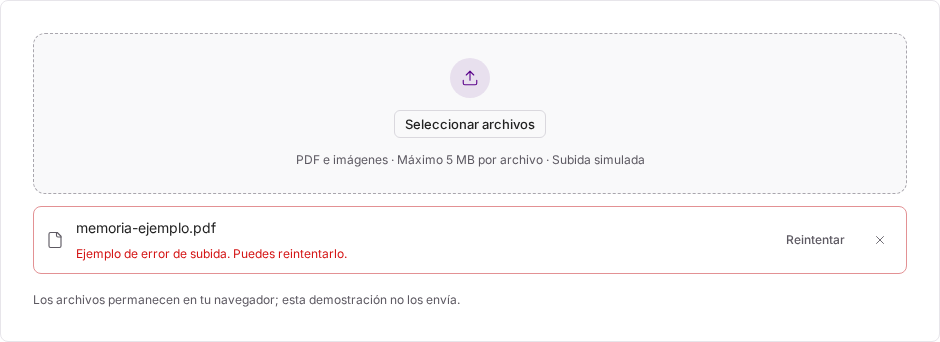 Seleccionar archivos
PDF e imágenes · Máximo 5 MB por archivo · Subida simulada
memoria-ejemplo.pdf
Reintentar
Ejemplo de error de subida. Puedes reintentarlo.
Los archivos permanecen en tu navegador; esta demostración no los envía.